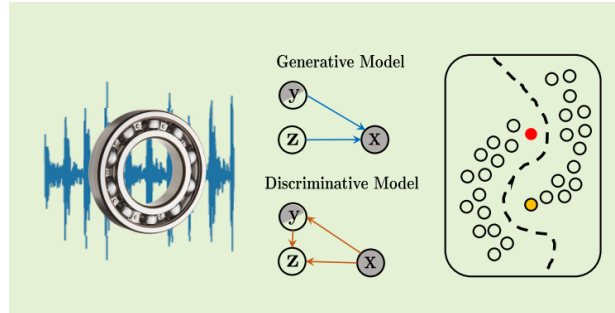 Generative Model
y
z
x
Discriminative Model
y
z
x